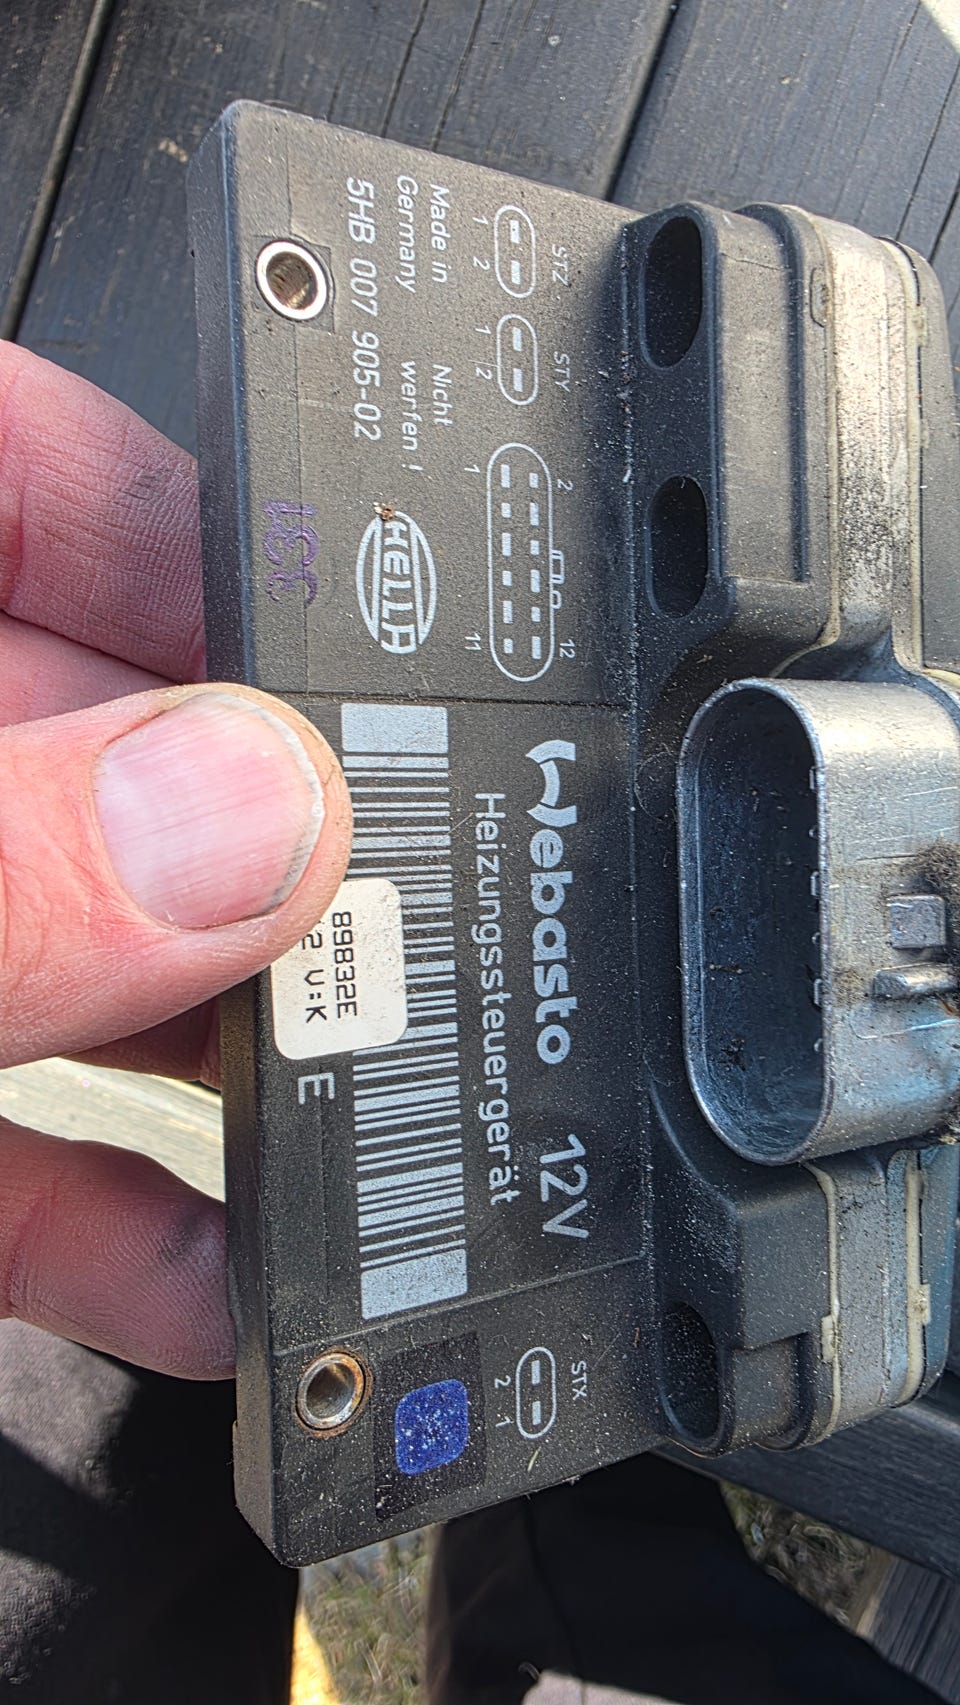 STZ
1 2
STY
1 2
2 12
1 11
Made in
Germany
Nicht
werfen !
5HB 007 905-02
HELLA
Webasto 12V
Heizungssteuergerät
89832E
2 V:K
E
STX
2 1